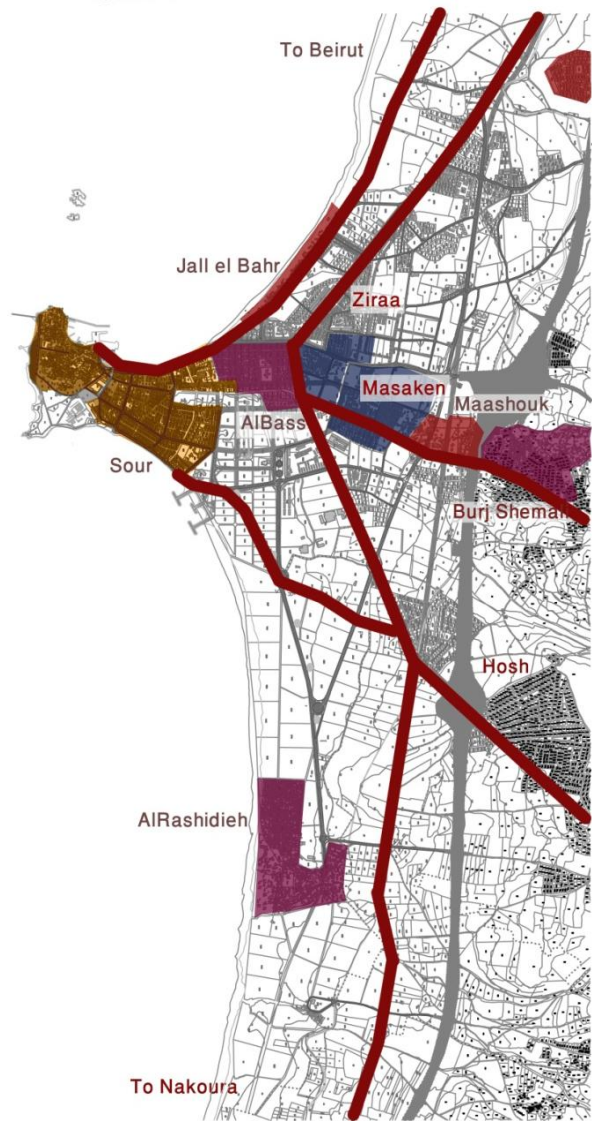 To Beirut
Jall el Bahr
Ziraa
Masaken
Maashouk
AlBass
Sour
Burj Shemali
Hosh
AlRashidieh
To Nakoura